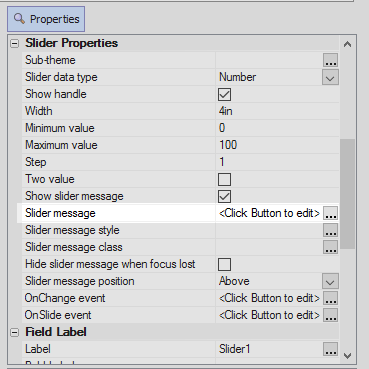 Properties
Slider Properties
Sub-theme ...
Slider data type Number
Show handle
Width 4in
Minimum value 0
Maximum value 100
Step 1
Two value
Show slider message
Slider message <Click Button to edit> ...
Slider message style ...
Slider message class ...
Hide slider message when focus lost
Slider message position Above
OnChange event <Click Button to edit> ...
OnSlide event <Click Button to edit> ...
Field Label
Label Slider1 ...